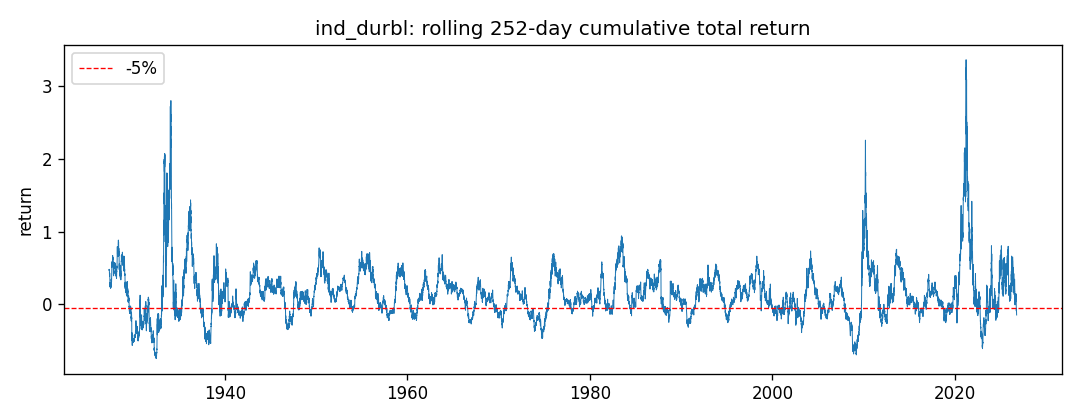 ind_durbl: rolling 252-day cumulative total return
-5%
3
2
1
0
return
1940 1960 1980 2000 2020